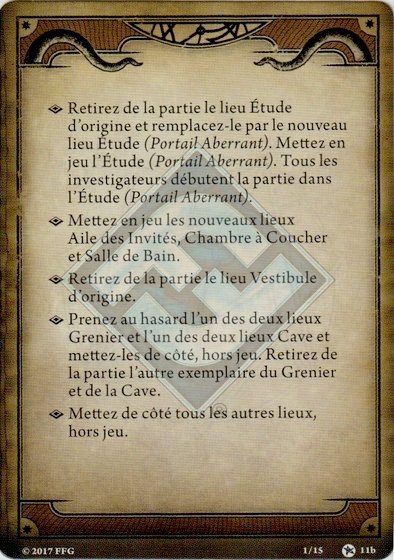 Retirez de la partie le lieu Étude
d'origine et remplacez-le par le nouveau
lieu Étude (Portail Aberrant). Mettez en
jeu l'Étude (Portail Aberrant). Tous les
investigateurs débutent la partie dans
l'Étude (Portail Aberrant).
Mettez en jeu les nouveaux lieux
Aile des Invités, Chambre à Coucher
et Salle de Bain.
Retirez de la partie le lieu Vestibule
d'origine.
Prenez au hasard l'un des deux lieux
Grenier et l'un des deux lieux Cave et
mettez-les de côté, hors jeu. Retirez de
la partie l'autre exemplaire du Grenier
et de la Cave.
Mettez de côté tous les autres lieux,
hors jeu.
© 2017 FFG 1/15 11b